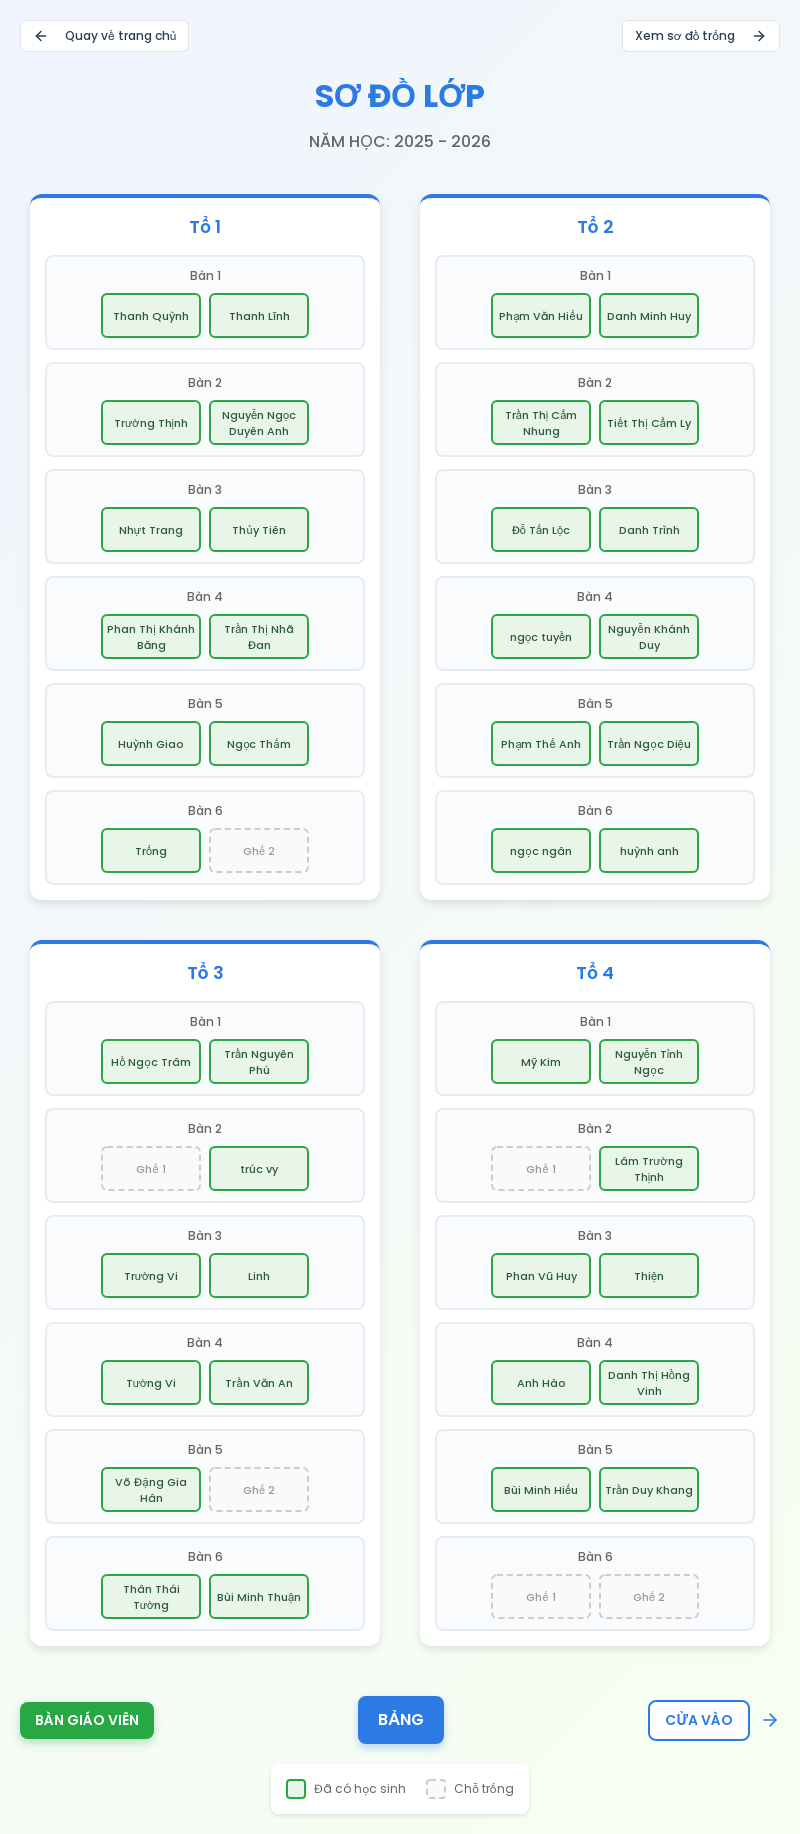 Quay về trang chủ
Xem sơ đồ trống
SƠ ĐỒ LỚP
NĂM HỌC: 2025 - 2026
Tổ 1
Bàn 1
Thanh Quỳnh
Thanh Lĩnh
Bàn 2
Trường Thịnh
Nguyễn Ngọc
Duyên Anh
Bàn 3
Nhựt Trang
Thủy Tiên
Bàn 4
Phan Thị Khánh
Băng
Trần Thị Nhã
Đan
Bàn 5
Huỳnh Giao
Ngọc Thắm
Bàn 6
Trống
Ghế 2
Tổ 2
Bàn 1
Phạm Văn Hiếu
Danh Minh Huy
Bàn 2
Trần Thị Cẩm
Nhung
Tiết Thị Cẩm Ly
Bàn 3
Đỗ Tấn Lộc
Danh Trình
Bàn 4
ngọc tuyền
Nguyễn Khánh
Duy
Bàn 5
Phạm Thế Anh
Trần Ngọc Diệu
Bàn 6
ngọc ngân
huỳnh anh
Tổ 3
Bàn 1
Hồ Ngọc Trâm
Trần Nguyên
Phú
Bàn 2
Ghế 1
trúc vy
Bàn 3
Trường Vi
Linh
Bàn 4
Tường Vi
Trần Văn An
Bàn 5
Võ Đặng Gia
Hân
Ghế 2
Bàn 6
Thân Thái
Tường
Bùi Minh Thuận
Tổ 4
Bàn 1
Mỹ Kim
Nguyễn Tỉnh
Ngọc
Bàn 2
Ghế 1
Lâm Trường
Thịnh
Bàn 3
Phan Vũ Huy
Thiện
Bàn 4
Anh Hào
Danh Thị Hồng
Vinh
Bàn 5
Bùi Minh Hiếu
Trần Duy Khang
Bàn 6
Ghế 1
Ghế 2
BÀN GIÁO VIÊN
BẢNG
CỬA VÀO
Đã có học sinh
Chỗ trống